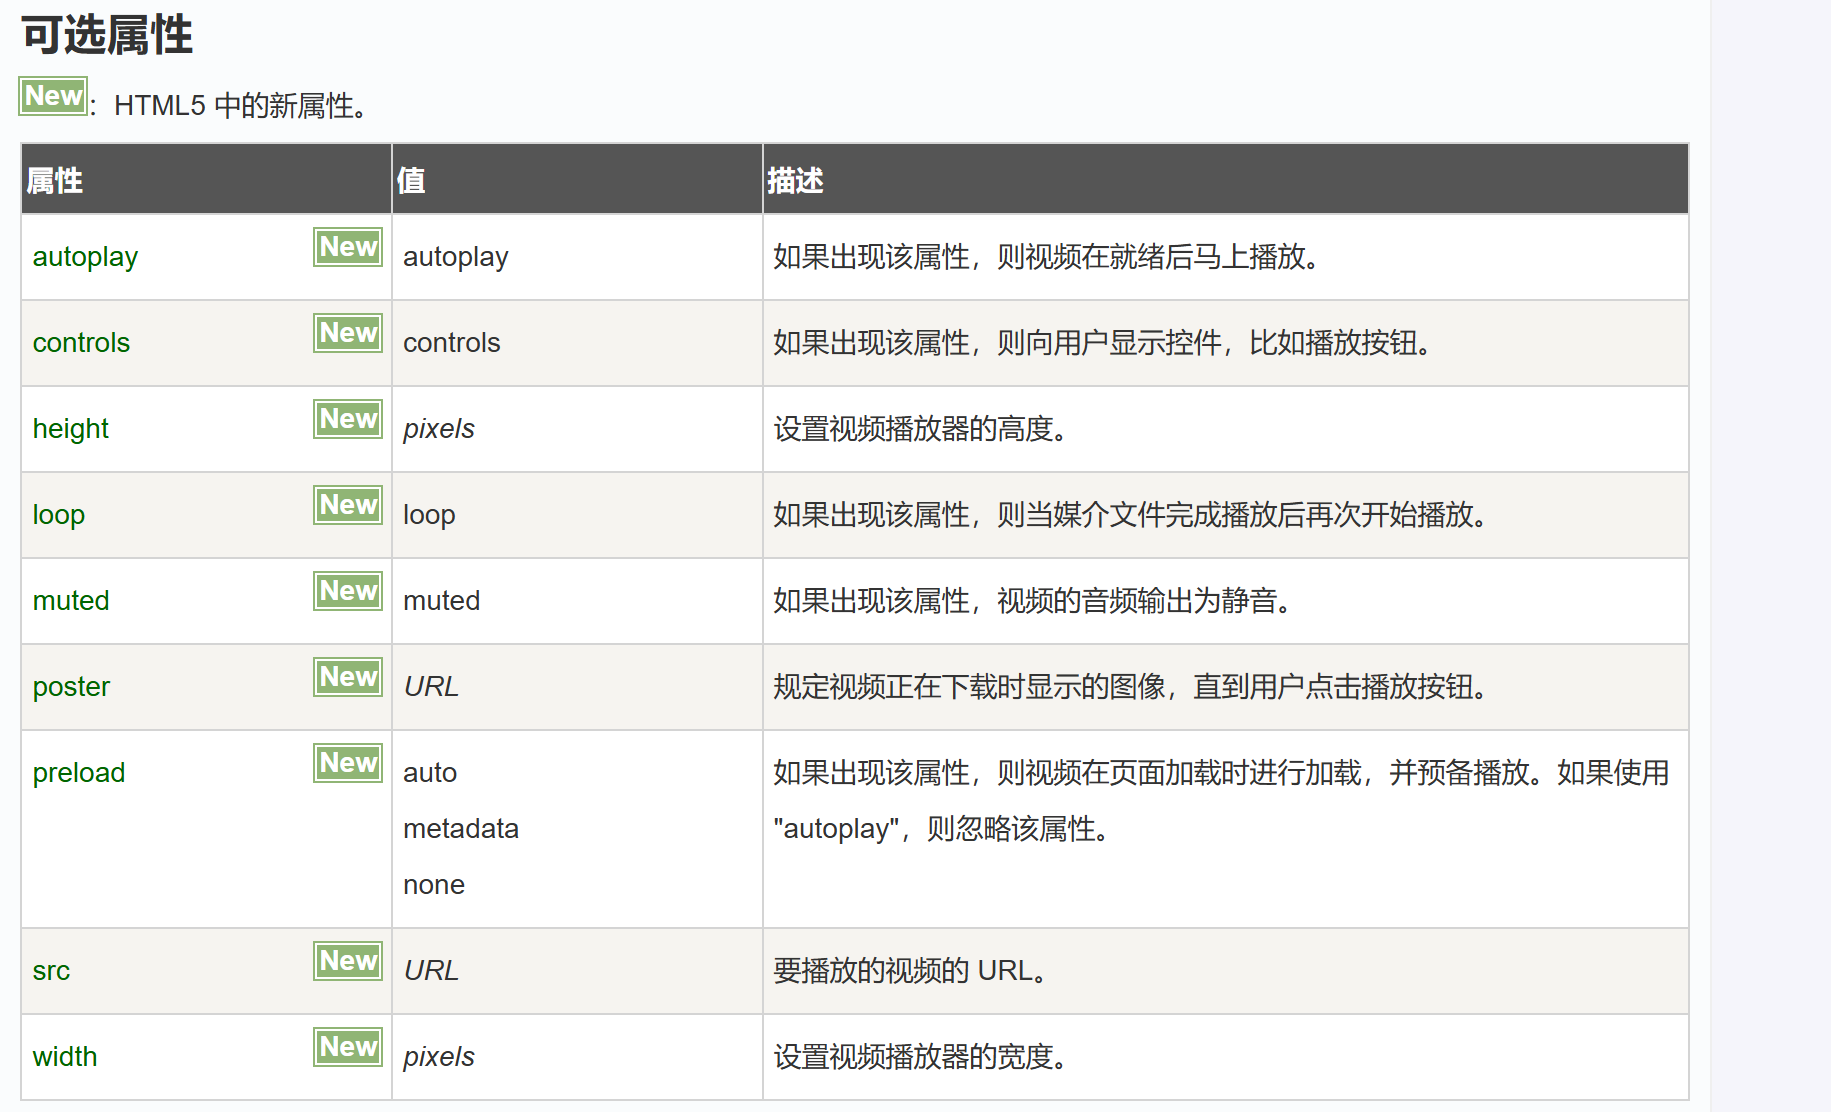 可选属性
New：HTML5 中的新属性。
属性 值 描述
autoplay New autoplay 如果出现该属性，则视频在就绪后马上播放。
controls New controls 如果出现该属性，则向用户显示控件，比如播放按钮。
height New pixels 设置视频播放器的高度。
loop New loop 如果出现该属性，则当媒介文件完成播放后再次开始播放。
muted New muted 如果出现该属性，视频的音频输出为静音。
poster New URL 规定视频正在下载时显示的图像，直到用户点击播放按钮。
preload New auto 如果出现该属性，则视频在页面加载时进行加载，并预备播放。如果使用
metadata "autoplay"，则忽略该属性。
none
src New URL 要播放的视频的 URL。
width New pixels 设置视频播放器的宽度。